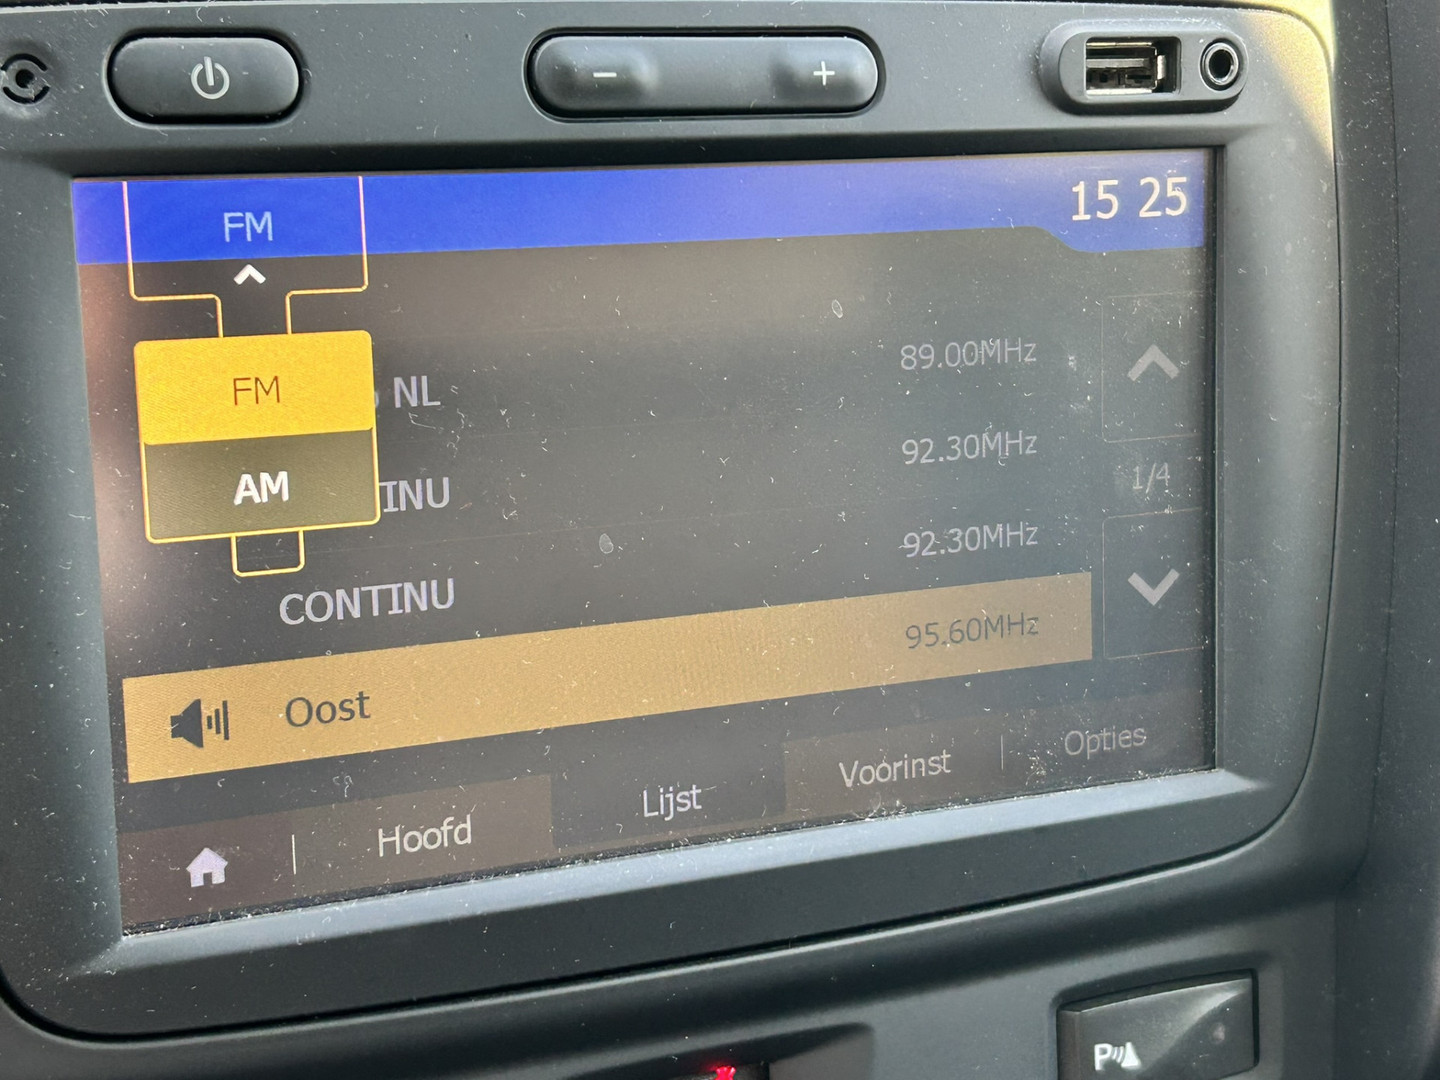 FM
15 25
FM
AM
NL
89.00MHz
INU
92.30MHz
CONTINU
92.30MHz
Oost
95.60MHz
1/4
Hoofd
Lijst
Voorinst
Opties
P